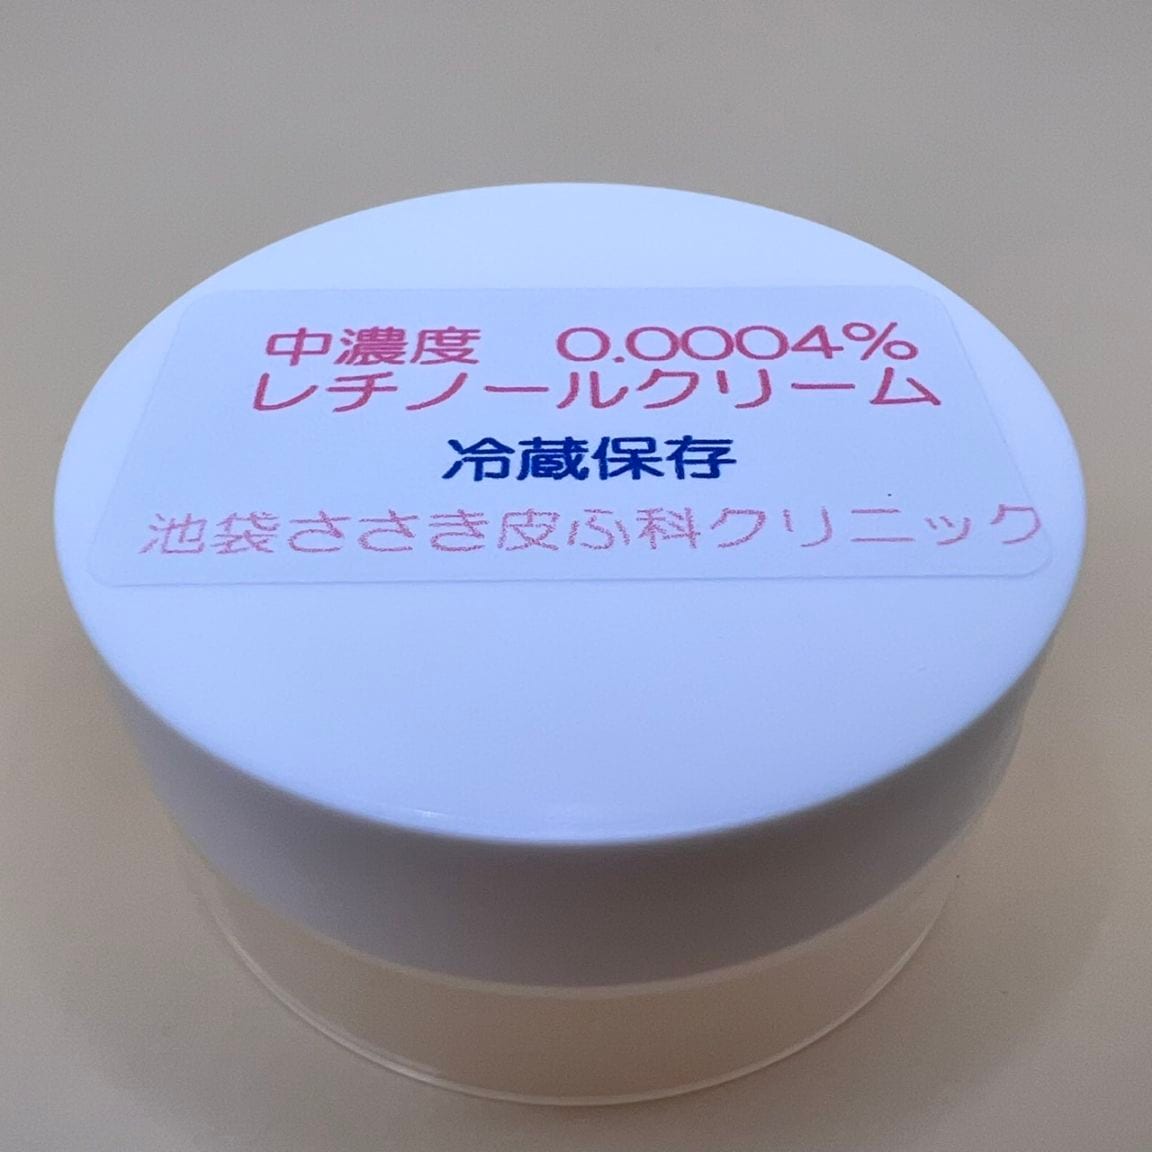 中濃度　0.0004%
レチノールクリーム
冷蔵保存
池袋ささき皮ふ科クリニック